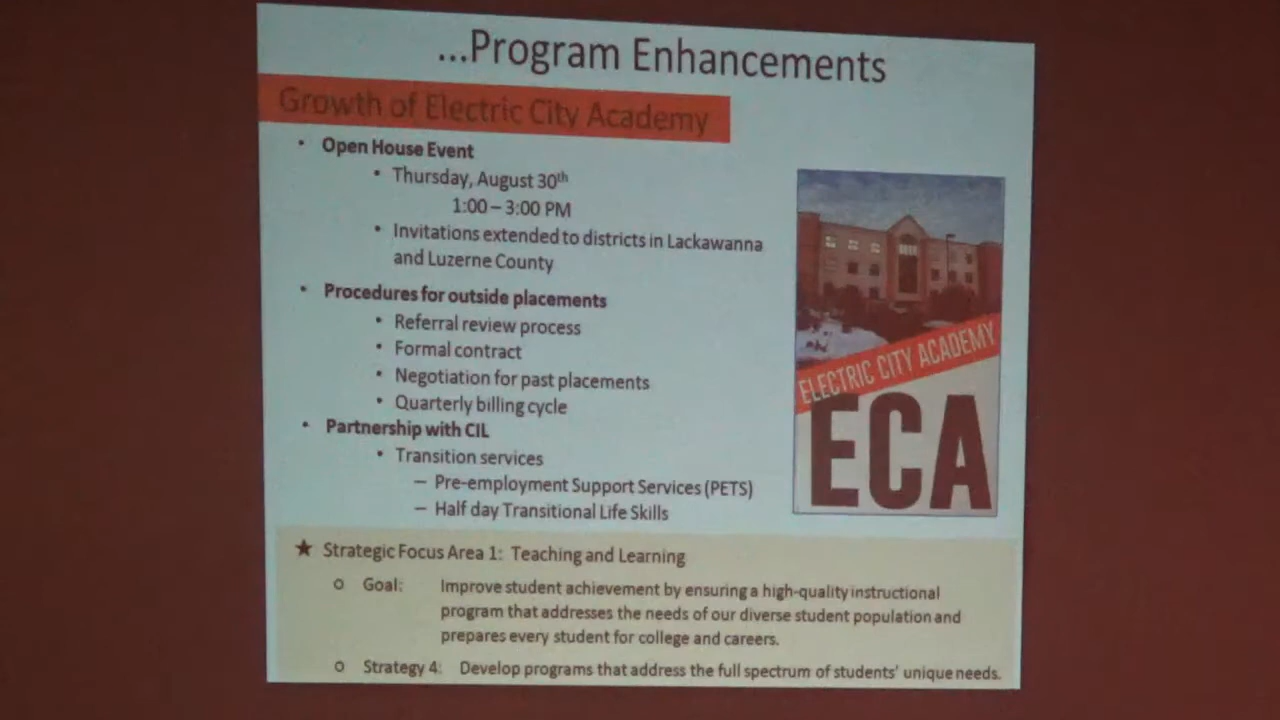 ...Program Enhancements
Growth of Electric City Academy
• Open House Event
• Thursday, August 30th
1:00 – 3:00 PM
• Invitations extended to districts in Lackawanna
and Luzerne County
• Procedures for outside placements
• Referral review process
• Formal contract
• Negotiation for past placements
• Quarterly billing cycle
• Partnership with CIL
• Transition services
– Pre-employment Support Services (PETS)
– Half day Transitional Life Skills
ELECTRIC CITY ACADEMY
ECA
★ Strategic Focus Area 1: Teaching and Learning
o Goal: Improve student achievement by ensuring a high-quality instructional
program that addresses the needs of our diverse student population and
prepares every student for college and careers.
o Strategy 4: Develop programs that address the full spectrum of students' unique needs.